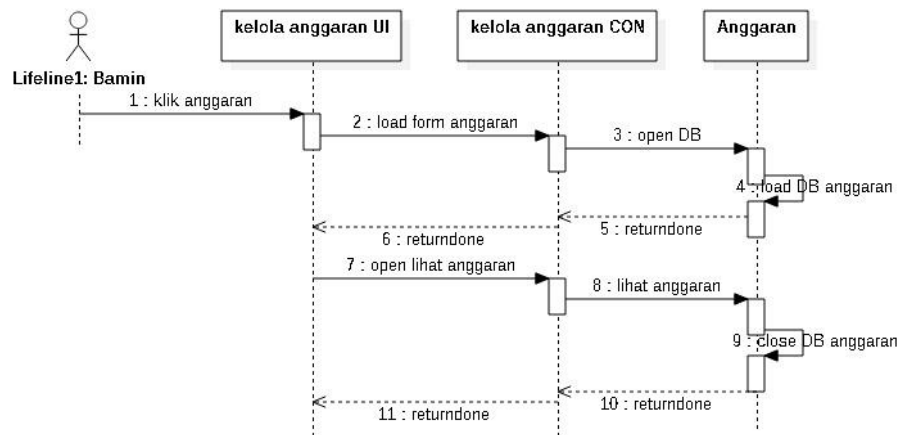 kelola anggaran UI
kelola anggaran CON
Anggaran
Lifeline1: Bamin
1 : klik anggaran
2 : load form anggaran
3 : open DB
4 : load DB anggaran
5 : returndone
6 : returndone
7 : open lihat anggaran
8 : lihat anggaran
9 : close DB anggaran
10 : returndone
11 : returndone